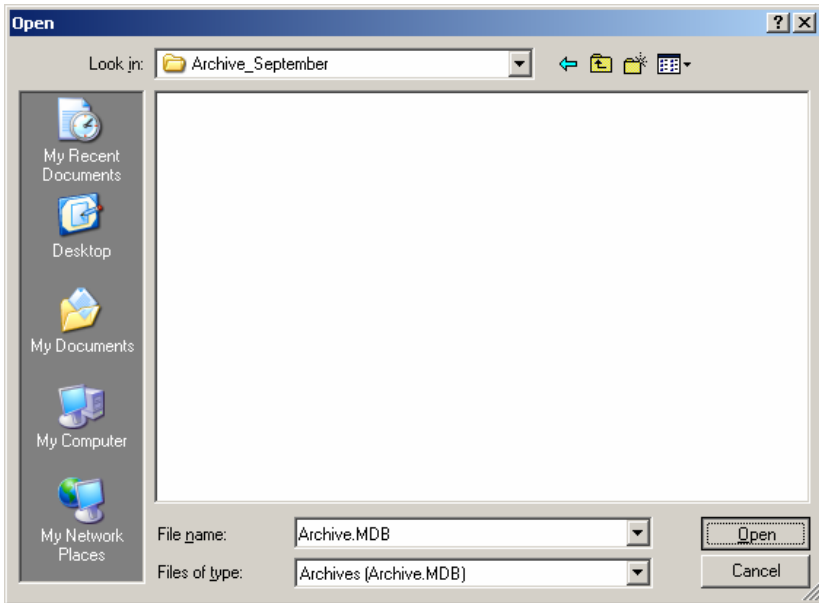 Open
Look in: Archive_September
My Recent
Documents
Desktop
My Documents
My Computer
My Network
Places
File name: Archive.MDB Open
Files of type: Archives (Archive.MDB) Cancel